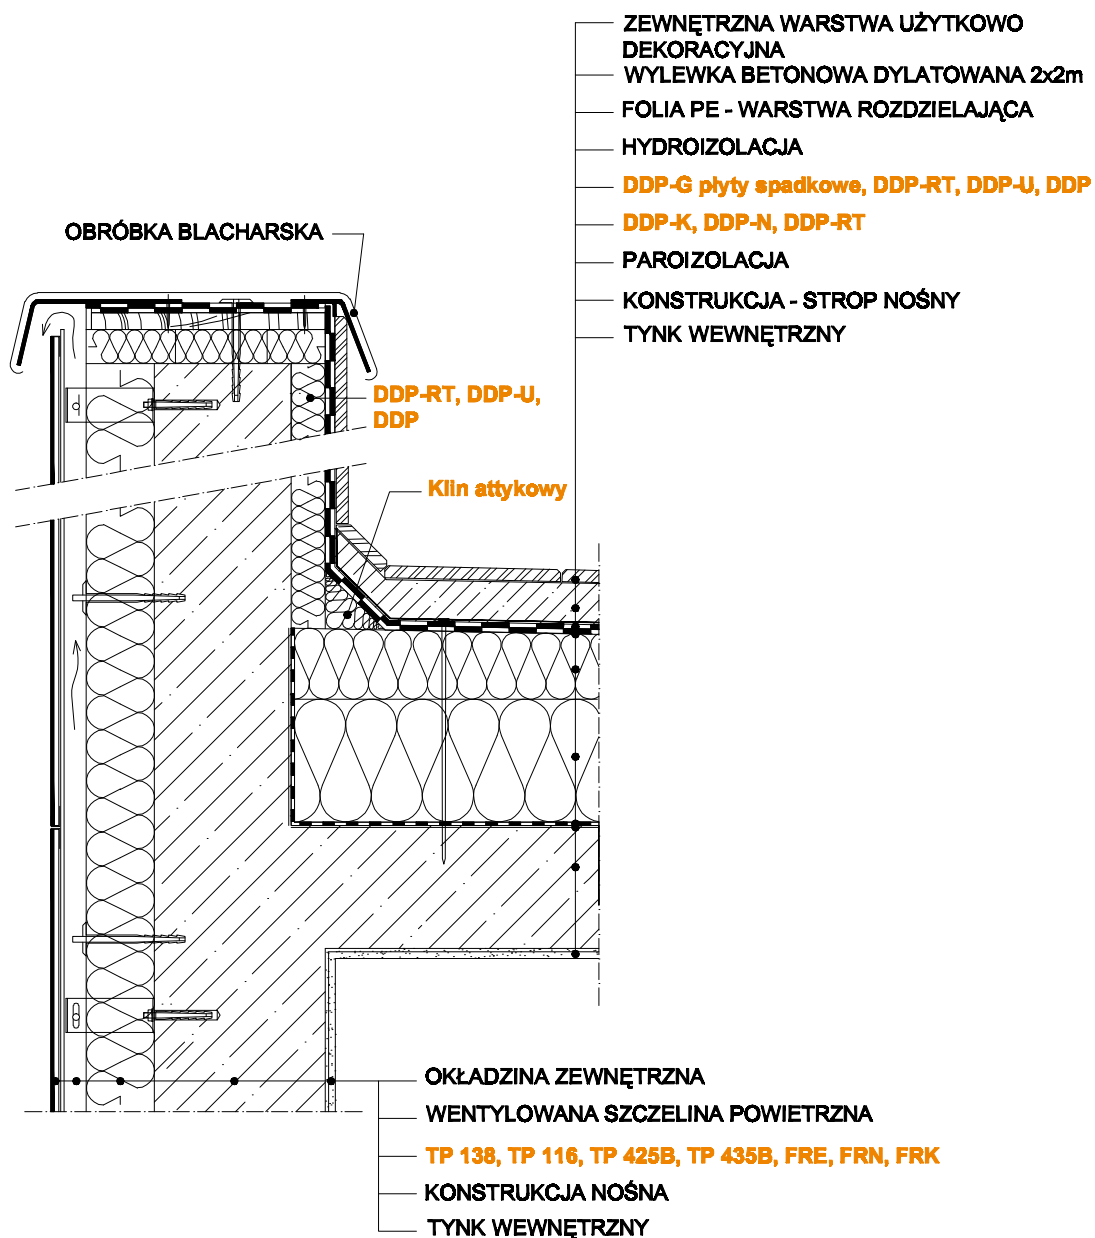 ZEWNĘTRZNA WARSTWA UŻYTKOWO
DEKORACYJNA
WYLEWKA BETONOWA DYLATOWANA 2x2m
FOLIA PE - WARSTWA ROZDZIELAJĄCA
HYDROIZOLACJA
DDP-G płyty spadkowe, DDP-RT, DDP-U, DDP
DDP-K, DDP-N, DDP-RT
PAROIZOLACJA
KONSTRUKCJA - STROP NOŚNY
TYNK WEWNĘTRZNY
OBRÓBKA BLACHARSKA
DDP-RT, DDP-U,
DDP
Klin attykowy
OKŁADZINA ZEWNĘTRZNA
WENTYLOWANA SZCZELINA POWIETRZNA
TP 138, TP 116, TP 425B, TP 435B, FRE, FRN, FRK
KONSTRUKCJA NOŚNA
TYNK WEWNĘTRZNY